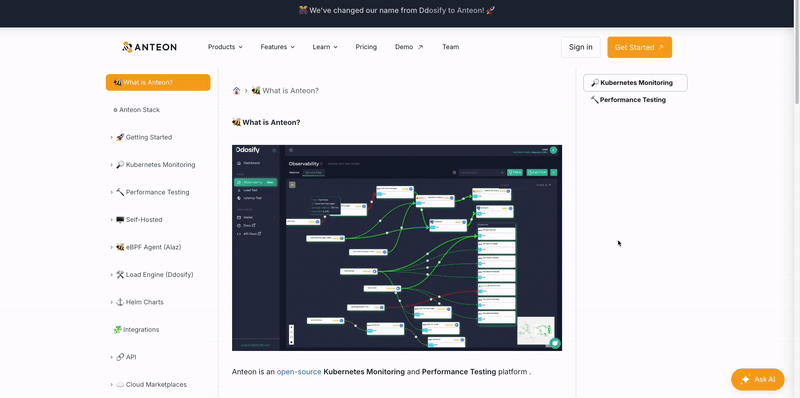 We've changed our name from Ddosify to Anteon!
ANTEON
Products
Features
Learn
Pricing
Demo
Team
Sign in
Get Started
What is Anteon?
Anteon Stack
Getting Started
Kubernetes Monitoring
Performance Testing
Self-Hosted
eBPF Agent (Alaz)
Load Engine (Ddosify)
Helm Charts
Integrations
API
Cloud Marketplaces
What is Anteon?
What is Anteon?
Ddosify
Dashboard
Observability
Anteon is an open-source Kubernetes Monitoring and Performance Testing platform .
Kubernetes Monitoring
Performance Testing
Ask AI